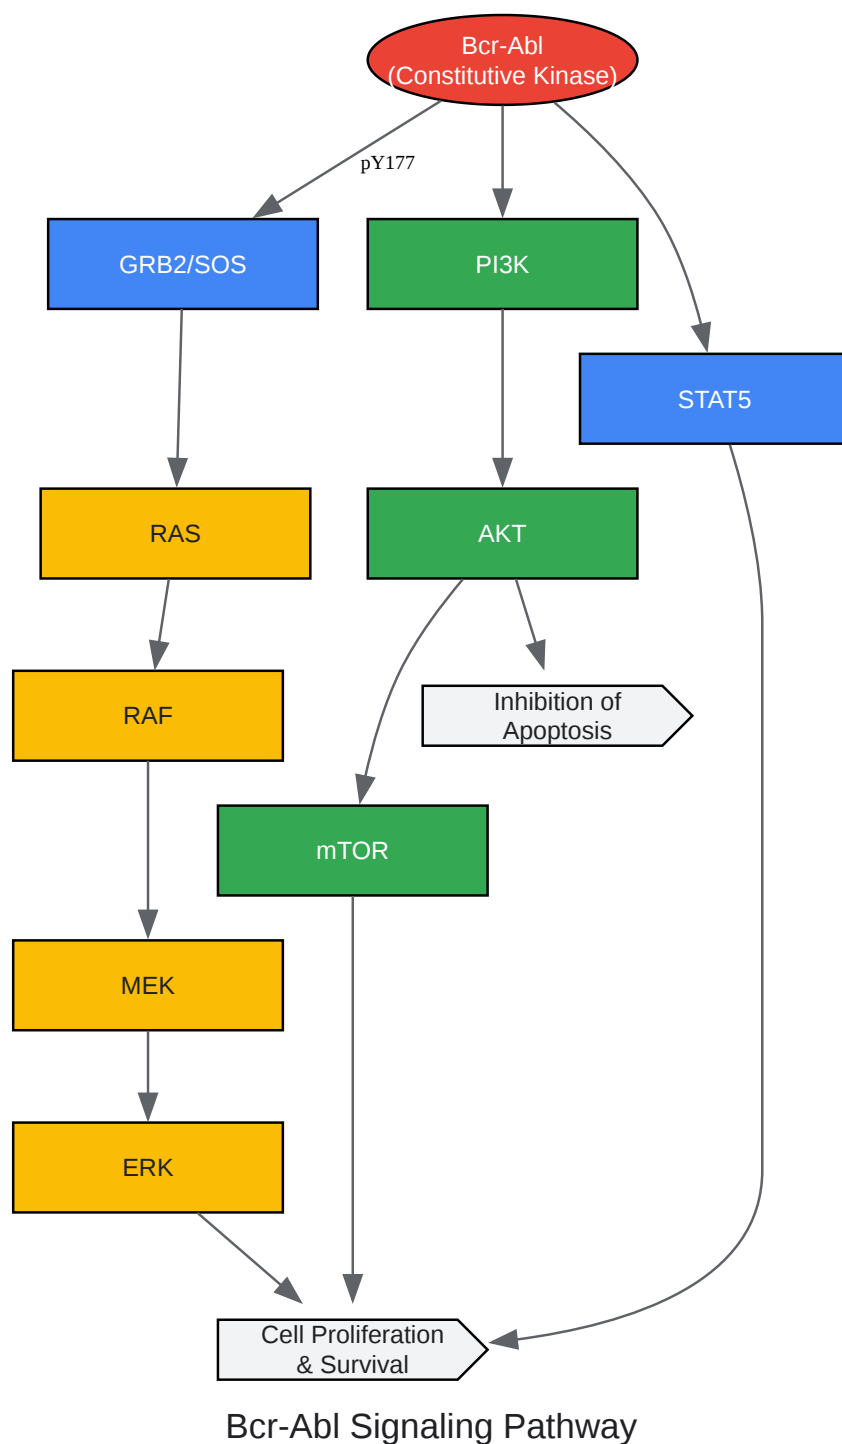 Bcr-Abl
(Constitutive Kinase)
pY177
GRB2/SOS
PI3K
STAT5
RAS
AKT
RAF
Inhibition of
Apoptosis
mTOR
MEK
ERK
Cell Proliferation
& Survival
Bcr-Abl Signaling Pathway